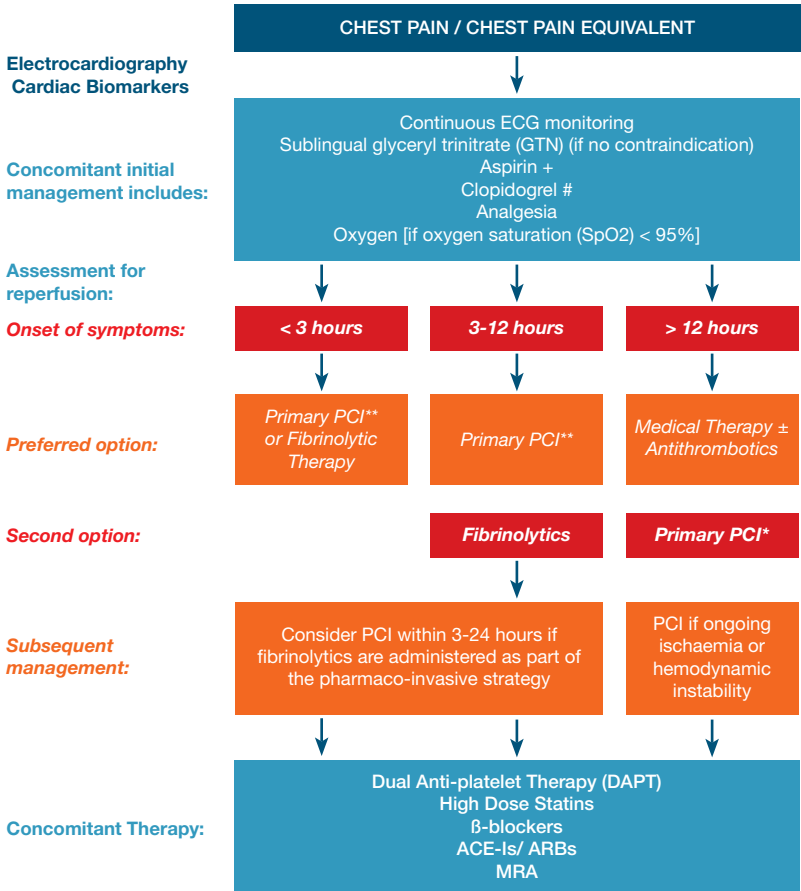 CHEST PAIN / CHEST PAIN EQUIVALENT
Electrocardiography
Cardiac Biomarkers
Concomitant initial
management includes:
Continuous ECG monitoring
Sublingual glyceryl trinitrate (GTN) (if no contraindication)
Aspirin +
Clopidogrel #
Analgesia
Oxygen [if oxygen saturation (SpO2) < 95%]
Assessment for
reperfusion:
Onset of symptoms:
< 3 hours
3-12 hours
> 12 hours
Preferred option:
Primary PCI**
or Fibrinolytic
Therapy
Primary PCI**
Medical Therapy ±
Antithrombotics
Second option:
Fibrinolytics
Primary PCI*
Subsequent
management:
Consider PCI within 3-24 hours if
fibrinolytics are administered as part of
the pharmaco-invasive strategy
PCI if ongoing
ischaemia or
hemodynamic
instability
Concomitant Therapy:
Dual Anti-platelet Therapy (DAPT)
High Dose Statins
ß-blockers
ACE-Is/ ARBs
MRA